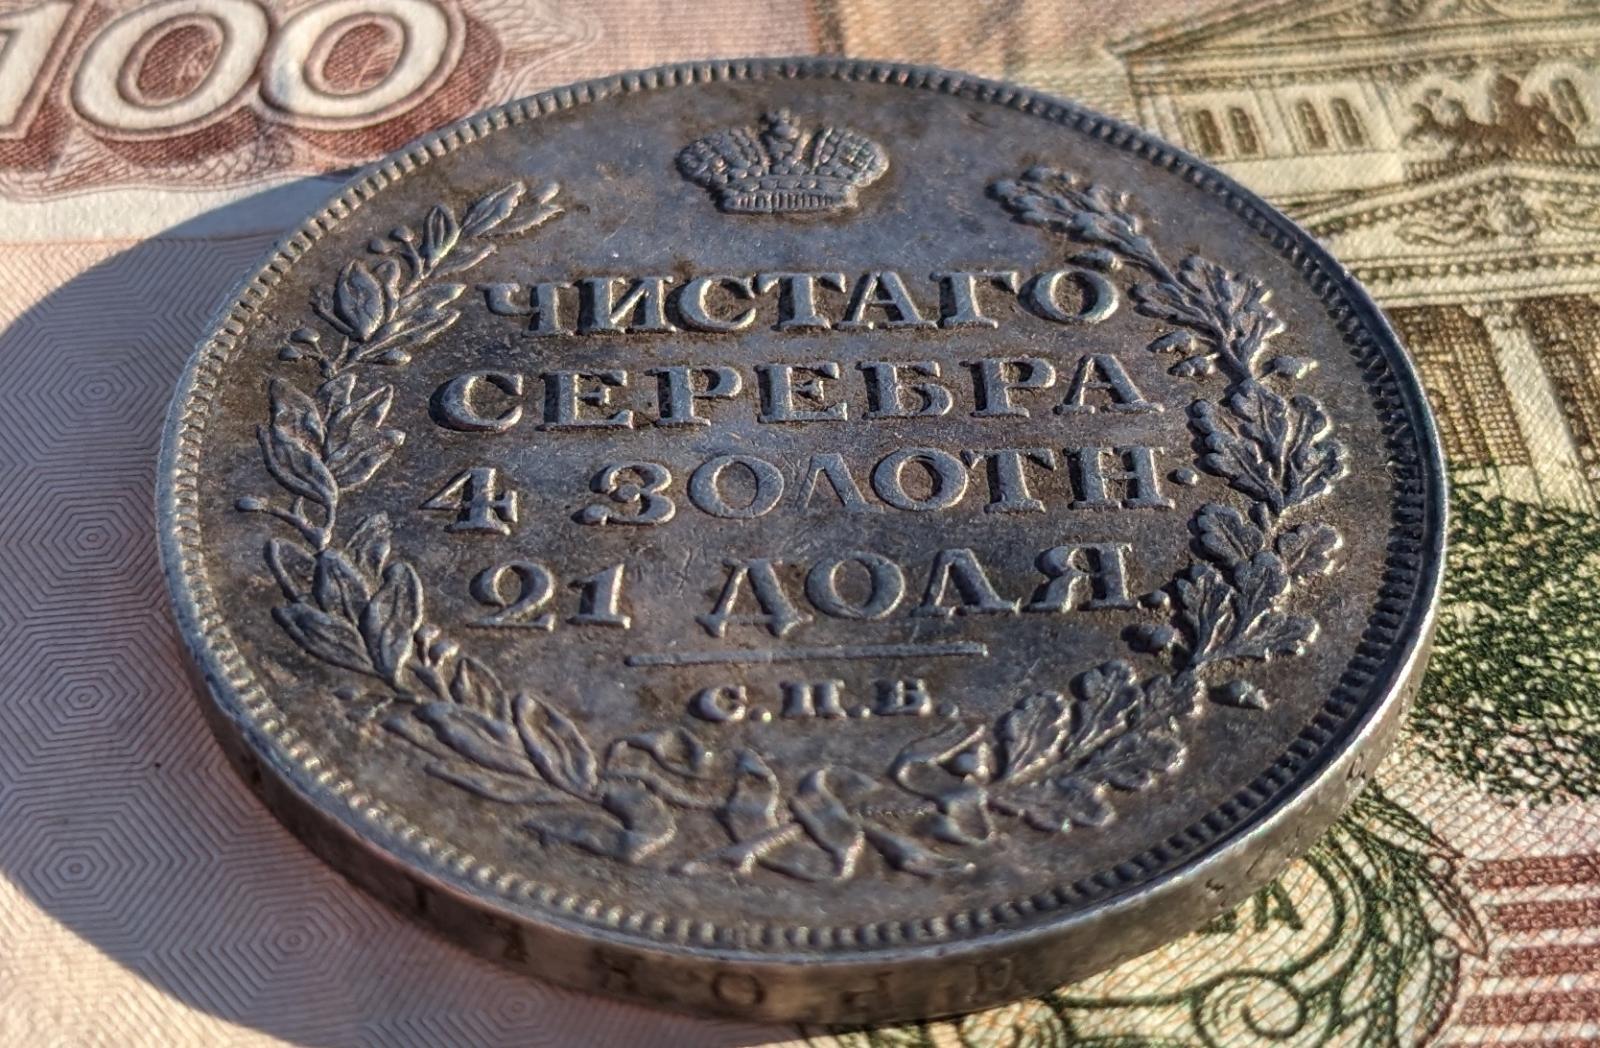 100
ЧИСТАГО
СЕРЕБРА
4 ЗОЛОТН.
21 ДОЛЯ.
С.П.Б.